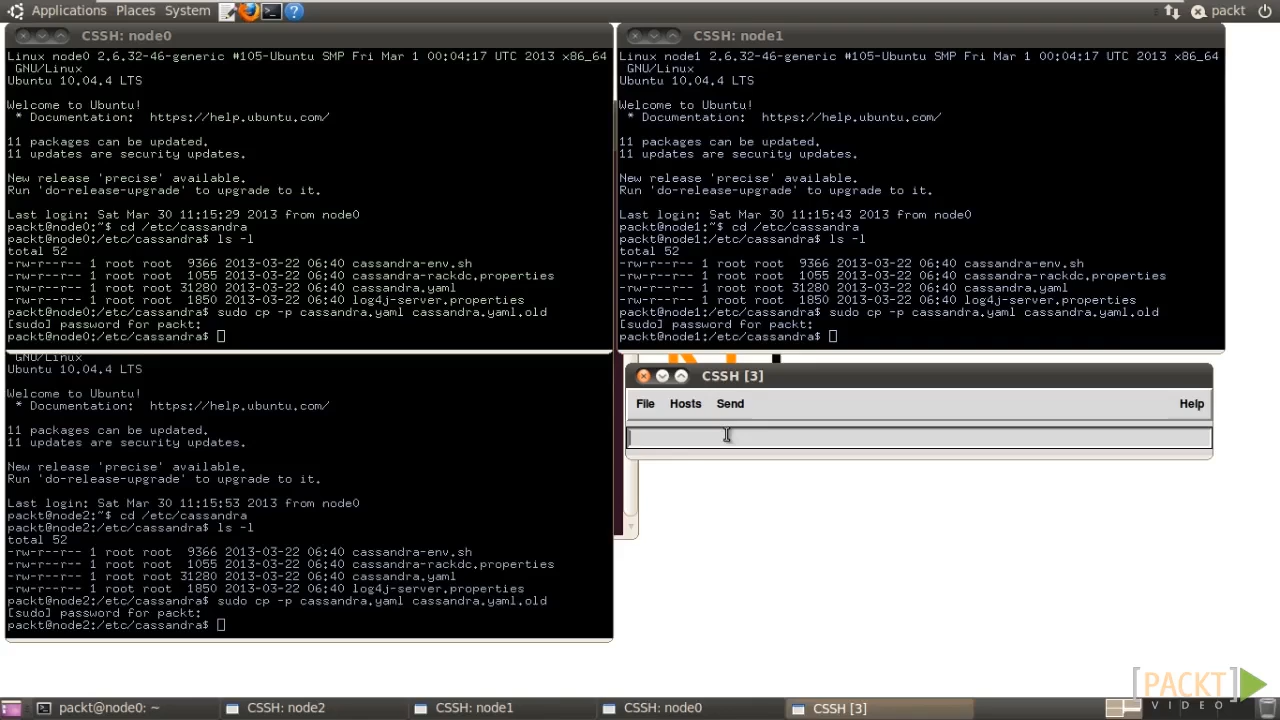 Applications Places System
packt
CSSH: node0
Linux node0 2.6.32-46-generic #105-Ubuntu SMP Fri Mar 1 00:04:17 UTC 2013 x86_64
GNU/Linux
Ubuntu 10.04.4 LTS
Welcome to Ubuntu!
* Documentation: https://help.ubuntu.com/
11 packages can be updated.
11 updates are security updates.
New release 'precise' available.
Run 'do-release-upgrade' to upgrade to it.
Last login: Sat Mar 30 11:15:29 2013 from node0
packt@node0:~$ cd /etc/cassandra
packt@node0:/etc/cassandra$ ls -l
total 52
-rw-r--r-- 1 root root 9366 2013-03-22 06:40 cassandra-env.sh
-rw-r--r-- 1 root root 1055 2013-03-22 06:40 cassandra-rackdc.properties
-rw-r--r-- 1 root root 31280 2013-03-22 06:40 cassandra.yaml
-rw-r--r-- 1 root root 1850 2013-03-22 06:40 log4j-server.properties
packt@node0:/etc/cassandra$ sudo cp -p cassandra.yaml cassandra.yaml.old
[sudo] password for packt:
packt@node0:/etc/cassandra$
CSSH: node1
Linux node1 2.6.32-46-generic #105-Ubuntu SMP Fri Mar 1 00:04:17 UTC 2013 x86_64
GNU/Linux
Ubuntu 10.04.4 LTS
Welcome to Ubuntu!
* Documentation: https://help.ubuntu.com/
11 packages can be updated.
11 updates are security updates.
New release 'precise' available.
Run 'do-release-upgrade' to upgrade to it.
Last login: Sat Mar 30 11:15:43 2013 from node0
packt@node1:~$ cd /etc/cassandra
packt@node1:/etc/cassandra$ ls -l
total 52
-rw-r--r-- 1 root root 9366 2013-03-22 06:40 cassandra-env.sh
-rw-r--r-- 1 root root 1055 2013-03-22 06:40 cassandra-rackdc.properties
-rw-r--r-- 1 root root 31280 2013-03-22 06:40 cassandra.yaml
-rw-r--r-- 1 root root 1850 2013-03-22 06:40 log4j-server.properties
packt@node1:/etc/cassandra$ sudo cp -p cassandra.yaml cassandra.yaml.old
[sudo] password for packt:
packt@node1:/etc/cassandra$
GNU/Linux
Ubuntu 10.04.4 LTS
Welcome to Ubuntu!
* Documentation: https://help.ubuntu.com/
11 packages can be updated.
11 updates are security updates.
New release 'precise' available.
Run 'do-release-upgrade' to upgrade to it.
Last login: Sat Mar 30 11:15:53 2013 from node0
packt@node2:~$ cd /etc/cassandra
packt@node2:/etc/cassandra$ ls -l
total 52
-rw-r--r-- 1 root root 9366 2013-03-22 06:40 cassandra-env.sh
-rw-r--r-- 1 root root 1055 2013-03-22 06:40 cassandra-rackdc.properties
-rw-r--r-- 1 root root 31280 2013-03-22 06:40 cassandra.yaml
-rw-r--r-- 1 root root 1850 2013-03-22 06:40 log4j-server.properties
packt@node2:/etc/cassandra$ sudo cp -p cassandra.yaml cassandra.yaml.old
[sudo] password for packt:
packt@node2:/etc/cassandra$
CSSH [3]
File Hosts Send Help
[PACKT]
VIDEO
packt@node0: ~
CSSH: node2
CSSH: node1
CSSH: node0
CSSH [3]